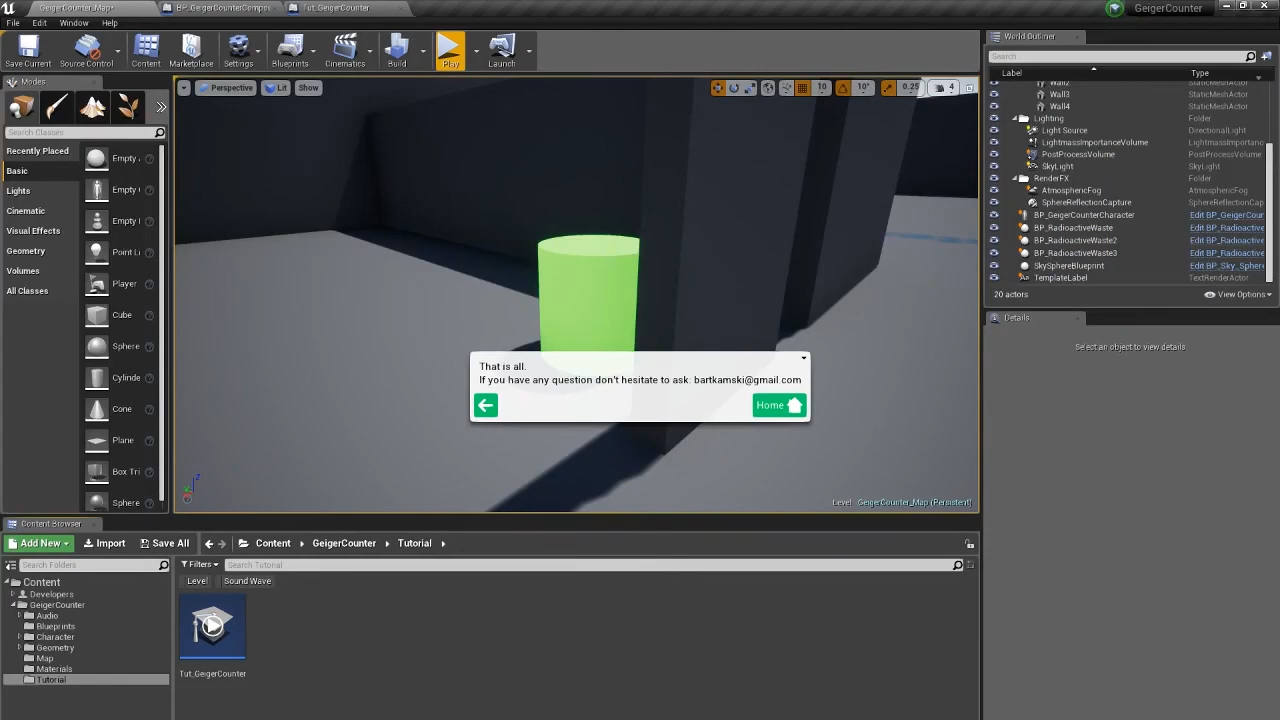 GeigerCounter_Map*
BP_GeigerCounterCompo
Tut_GeigerCounter
GeigerCounter
File Edit Window Help
Save Current
Source Control
Content
Marketplace
Settings
Blueprints
Cinematics
Build
Play
Launch
Modes
Search Classes
Recently Placed
Basic
Lights
Cinematic
Visual Effects
Geometry
Volumes
All Classes
Empty
Empty
Empty
Point Li
Player
Cube
Sphere
Cylinde
Cone
Plane
Box Tri
Sphere
Perspective
Lit
Show
10
10°
0.25
4
That is all.
If you have any question don't hesitate to ask: bartkamski@gmail.com
Home
Level: GeigerCounter_Map (Persistent)
World Outliner
Search
Label Type
Wall2 StaticMeshActor
Wall3 StaticMeshActor
Wall4 StaticMeshActor
Lighting Folder
Light Source DirectionalLight
LightmassImportanceVolume LightmassImportanc
PostProcessVolume PostProcessVolume
SkyLight SkyLight
RenderFX Folder
AtmosphericFog AtmosphericFog
SphereReflectionCapture SphereReflectionCap
BP_GeigerCounterCharacter Edit BP_GeigerCour
BP_RadioactiveWaste Edit BP_Radioactive
BP_RadioactiveWaste2 Edit BP_Radioactive
BP_RadioactiveWaste3 Edit BP_Radioactive
SkySphereBlueprint Edit BP_Sky_Sphere
TemplateLabel TextRenderActor
20 actors
View Options
Details
Select an object to view details
Content Browser
Add New
Import
Save All
Content GeigerCounter Tutorial
Search Folders
Filters
Search Tutorial
Level
Sound Wave
Content
Developers
GeigerCounter
Audio
Blueprints
Character
Geometry
Map
Materials
Tutorial
Tut_GeigerCounter